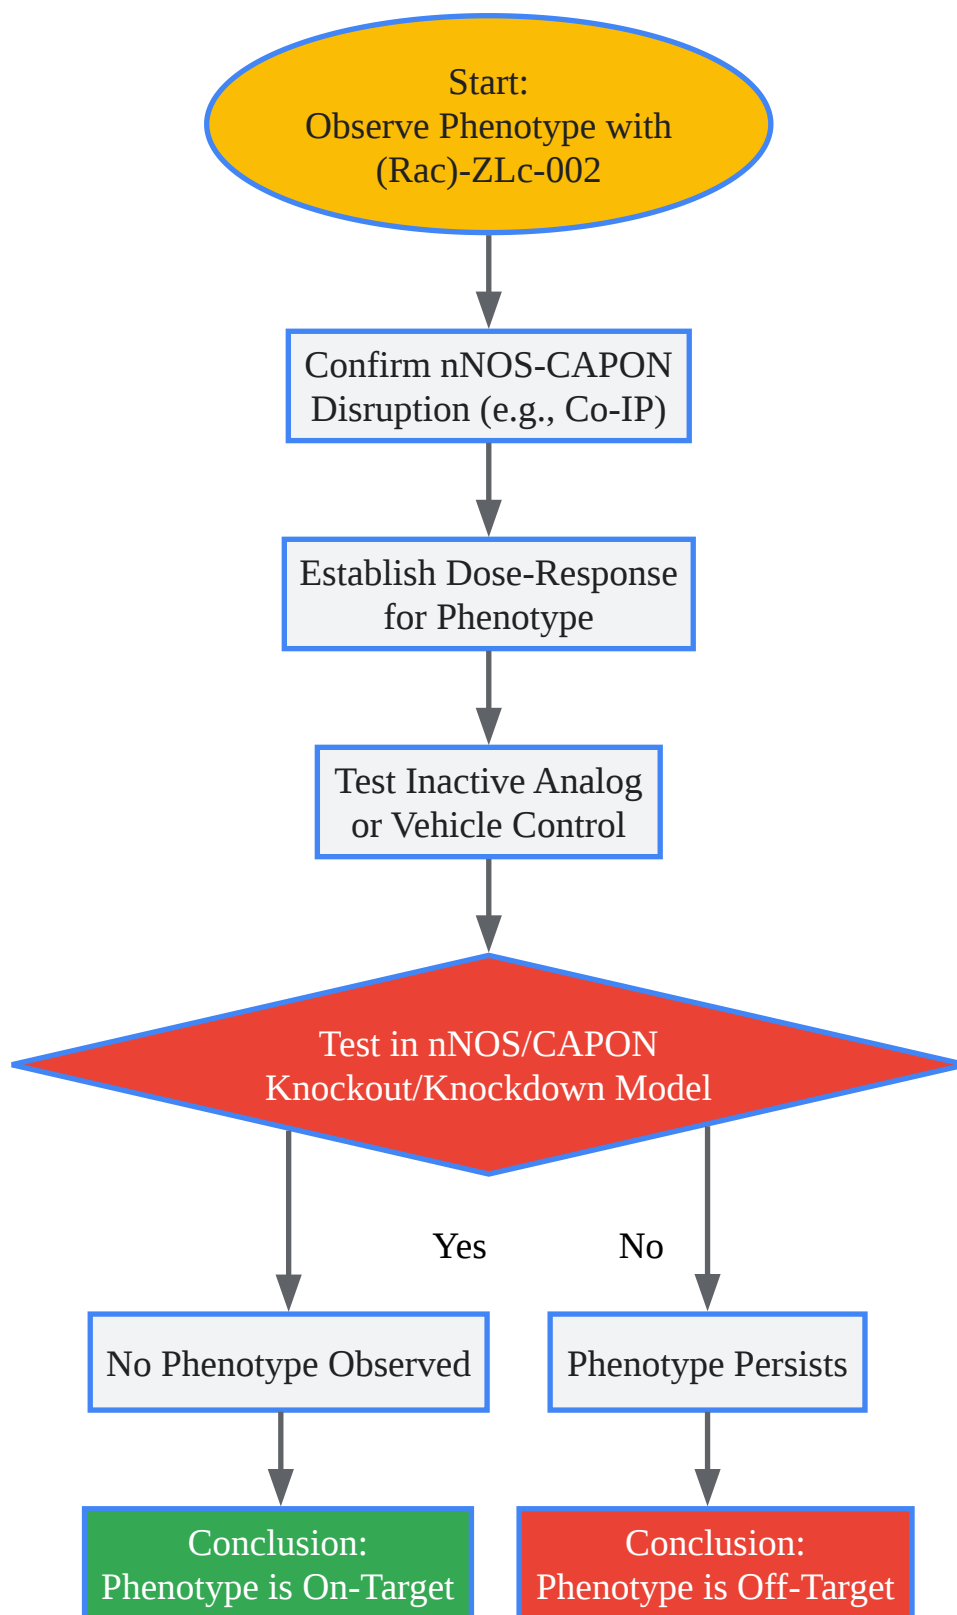 Start:
Observe Phenotype with
(Rac)-ZLc-002
Confirm nNOS-CAPON
Disruption (e.g., Co-IP)
Establish Dose-Response
for Phenotype
Test Inactive Analog
or Vehicle Control
Test in nNOS/CAPON
Knockout/Knockdown Model
Yes
No
No Phenotype Observed
Phenotype Persists
Conclusion:
Phenotype is On-Target
Conclusion:
Phenotype is Off-Target